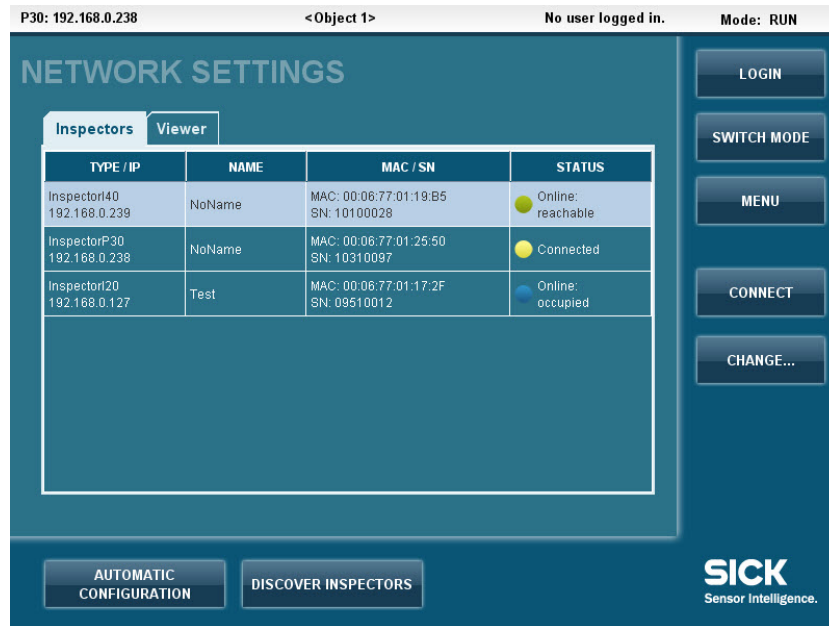 P30: 192.168.0.238 <Object 1> No user logged in. Mode: RUN
NETWORK SETTINGS
LOGIN
SWITCH MODE
MENU
CONNECT
CHANGE...
Inspectors Viewer
TYPE / IP NAME MAC / SN STATUS
InspectorI40
192.168.0.239
NoName
MAC: 00:06:77:01:19:B5
SN: 10100028
Online:
reachable
InspectorP30
192.168.0.238
NoName
MAC: 00:06:77:01:25:50
SN: 10310097
Connected
InspectorI20
192.168.0.127
Test
MAC: 00:06:77:01:17:2F
SN: 09510012
Online:
occupied
AUTOMATIC
CONFIGURATION
DISCOVER INSPECTORS
SICK
Sensor Intelligence.